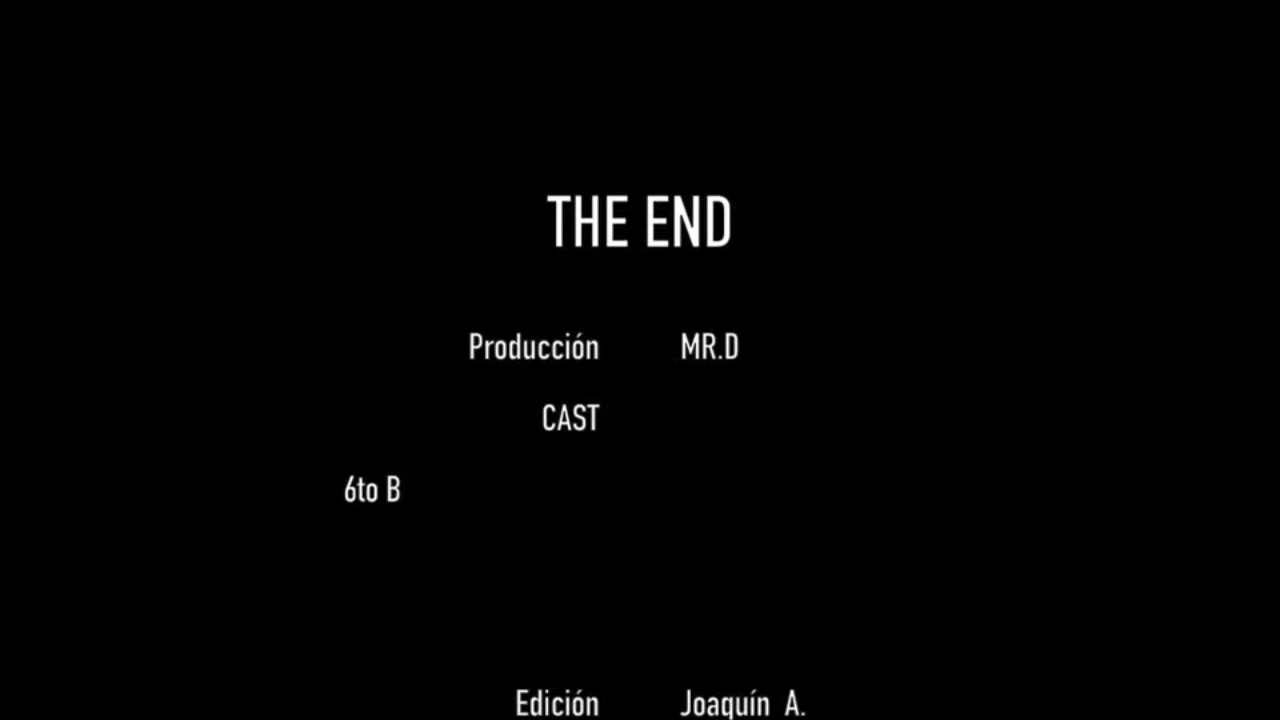 THE END
Producción MR.D
CAST
6to B
Edición Joaquín A.